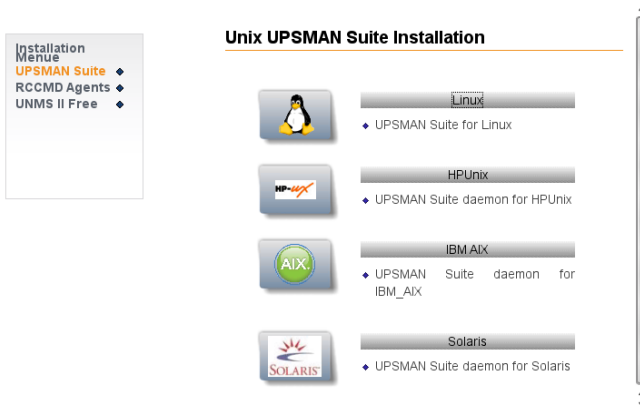 Unix UPSMAN Suite Installation
Installation
Menue
UPSMAN Suite
RCCMD Agents
UNMS II Free
Linux
UPSMAN Suite for Linux
HP-UX
HPUnix
UPSMAN Suite daemon for HPUnix
AIX
IBM AIX
UPSMAN Suite daemon for
IBM_AIX
SOLARIS
Solaris
UPSMAN Suite daemon for Solaris